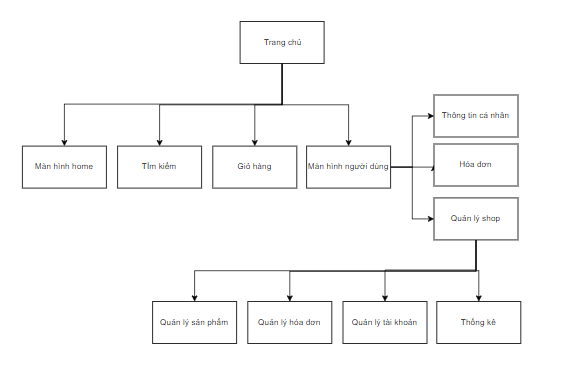 Trang chủ
Thông tin cá nhân
Màn hình home
TÌm kiếm
Giỏ hàng
Màn hình người dùng
Hóa đơn
Quản lý shop
Quản lý sản phẩm
Quản lý hóa đơn
Quản lý tài khoản
Thống kê